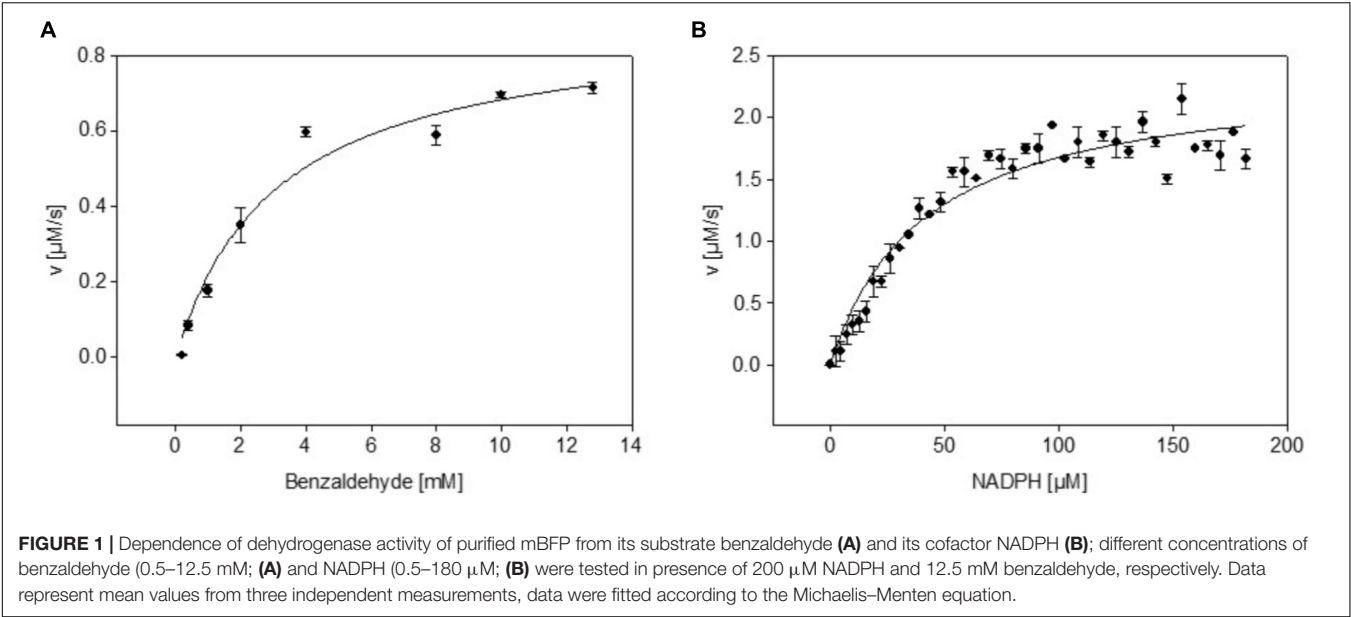 A
0.8
0.6
0.4
0.2
0.0
v [µM/s]
0 2 4 6 8 10 12 14
Benzaldehyde [mM]
B
2.5
2.0
1.5
1.0
0.5
0.0
v [µM/s]
0 50 100 150 200
NADPH [µM]
FIGURE 1 | Dependence of dehydrogenase activity of purified mBFP from its substrate benzaldehyde (A) and its cofactor NADPH (B); different concentrations of
benzaldehyde (0.5–12.5 mM; (A) and NADPH (0.5–180 µM; (B) were tested in presence of 200 µM NADPH and 12.5 mM benzaldehyde, respectively. Data
represent mean values from three independent measurements, data were fitted according to the Michaelis–Menten equation.